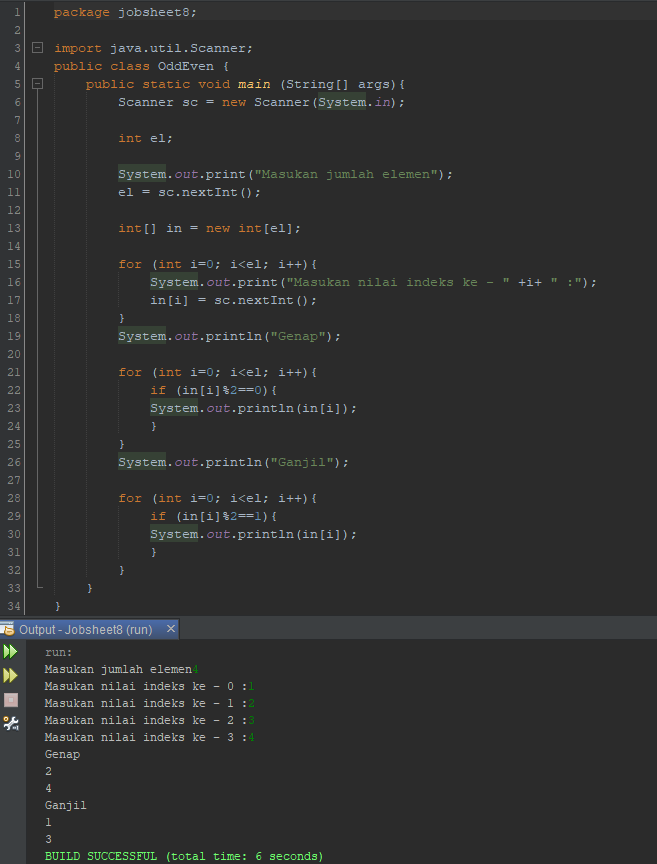 1 package jobsheet8;
2
3 import java.util.Scanner;
4 public class OddEven {
5     public static void main (String[] args){
6         Scanner sc = new Scanner(System.in);
7
8         int el;
9
10         System.out.print("Masukan jumlah elemen");
11         el = sc.nextInt();
12
13         int[] in = new int[el];
14
15         for (int i=0; i<el; i++){
16             System.out.print("Masukan nilai indeks ke - " +i+ " :");
17             in[i] = sc.nextInt();
18         }
19         System.out.println("Genap");
20
21         for (int i=0; i<el; i++){
22             if (in[i]%2==0){
23             System.out.println(in[i]);
24             }
25         }
26         System.out.println("Ganjil");
27
28         for (int i=0; i<el; i++){
29             if (in[i]%2==1){
30             System.out.println(in[i]);
31             }
32         }
33     }
34 }
Output - Jobsheet8 (run) ×
run:
Masukan jumlah elemen4
Masukan nilai indeks ke - 0 :1
Masukan nilai indeks ke - 1 :2
Masukan nilai indeks ke - 2 :3
Masukan nilai indeks ke - 3 :4
Genap
2
4
Ganjil
1
3
BUILD SUCCESSFUL (total time: 6 seconds)